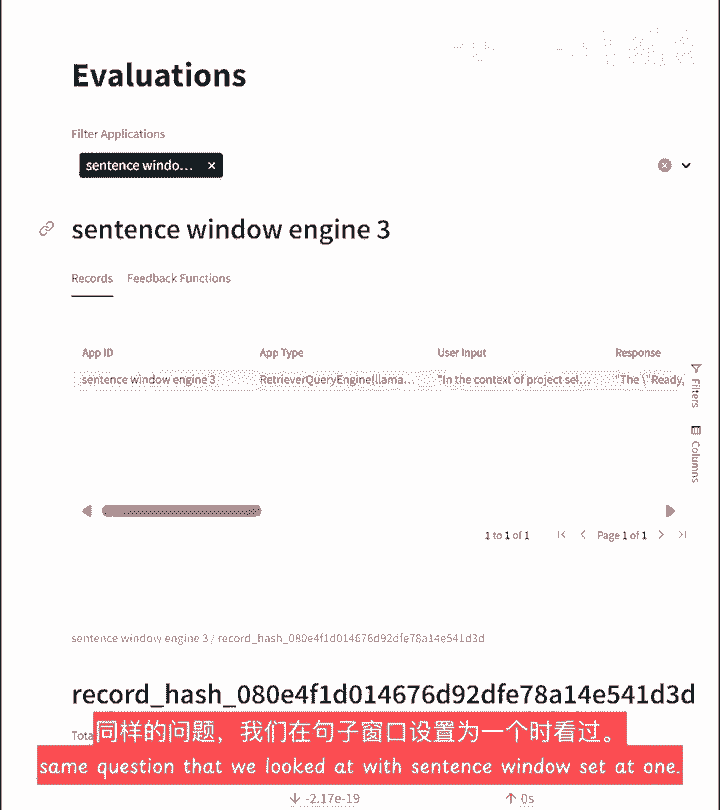 Evaluations
Filter Applications
sentence windo... ×
sentence window engine 3
Records Feedback Functions
App ID App Type User Input Response
sentence window engine 3 RetrieverQueryEngine(llama... "In the context of project sel... "The \"Ready,
Filters
Columns
1 to 1 of 1 Page 1 of 1
sentence window engine 3 / record_hash_080e4f1d014676d92dfe78a14e541d3d
record_hash_080e4f1d014676d92dfe78a14e541d3d
Tota
同样的问题，我们在句子窗口设置为一个时看过。
same question that we looked at with sentence window set at one.
↓ -2.17e-19 ↑ 0s